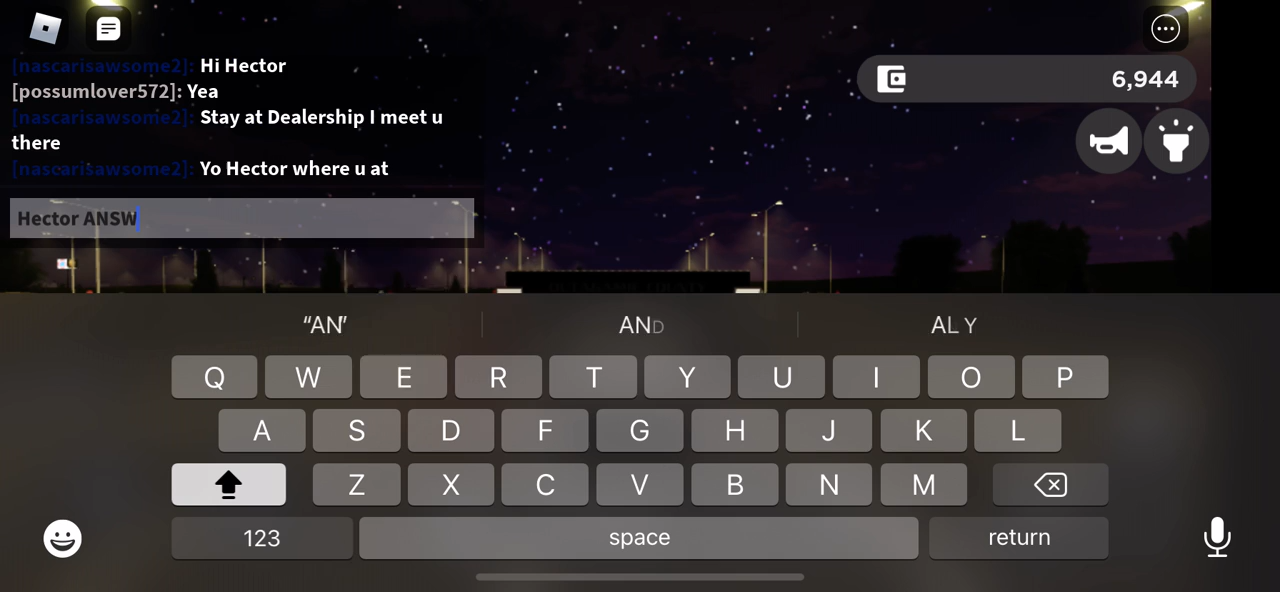 [nascarisawsome2]: Hi Hector
[possumlover572]: Yea
[nascarisawsome2]: Stay at Dealership I meet u
there
[nascarisawsome2]: Yo Hector where u at
6,944
Hector ANSW
“AN” AND AL Y
Q W E R T Y U I O P
A S D F G H J K L
Z X C V B N M
123 space return